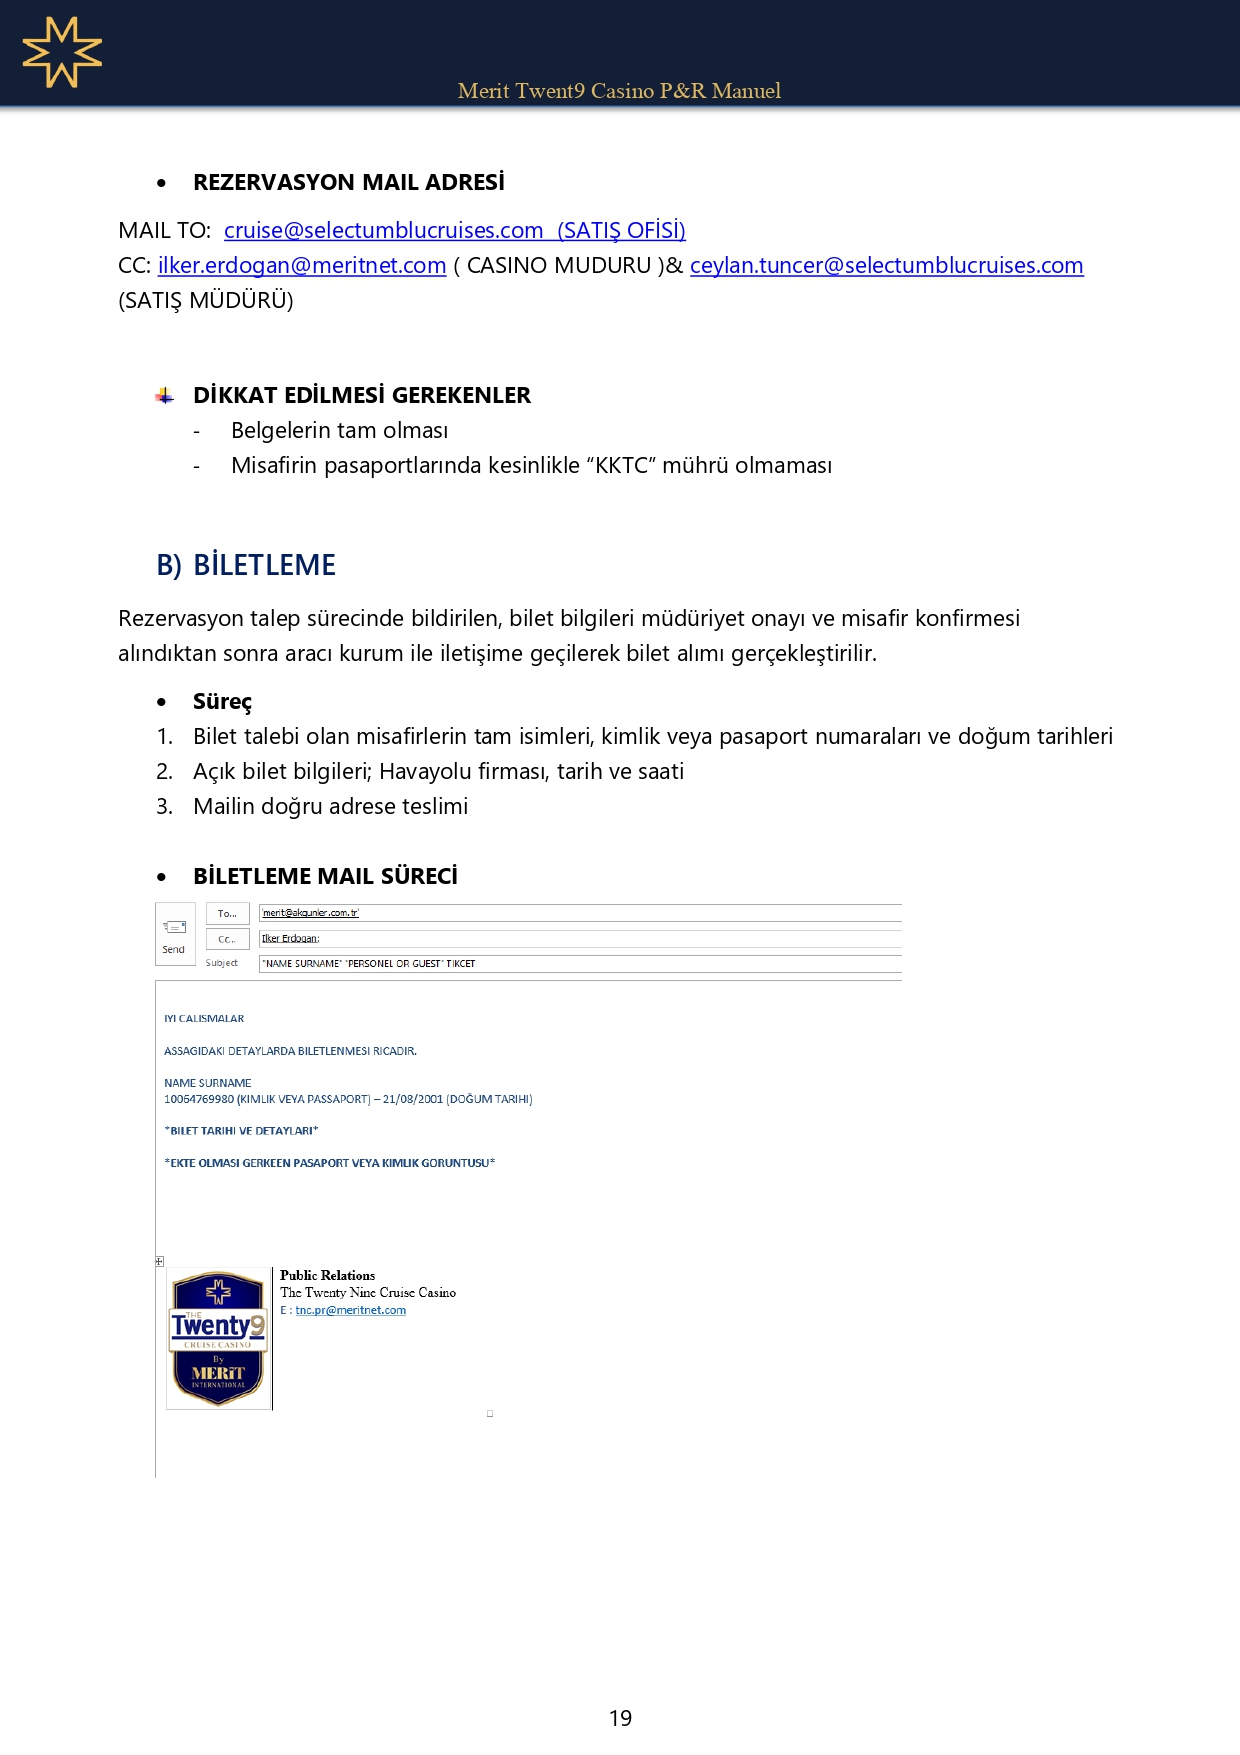 Merit Twent9 Casino P&R Manuel
• REZERVASYON MAIL ADRESİ
MAIL TO: cruise@selectumblucruises.com (SATIŞ OFİSİ)
CC: ilker.erdogan@meritnet.com ( CASINO MUDURU )& ceylan.tuncer@selectumblucruises.com
(SATIŞ MÜDÜRÜ)
DİKKAT EDİLMESİ GEREKENLER
- Belgelerin tam olması
- Misafirin pasaportlarında kesinlikle “KKTC” mührü olmaması
B) BİLETLEME
Rezervasyon talep sürecinde bildirilen, bilet bilgileri müdüriyet onayı ve misafir konfirmesi
alındıktan sonra aracı kurum ile iletişime geçilerek bilet alımı gerçekleştirilir.
• Süreç
1. Bilet talebi olan misafirlerin tam isimleri, kimlik veya pasaport numaraları ve doğum tarihleri
2. Açık bilet bilgileri; Havayolu firması, tarih ve saati
3. Mailin doğru adrese teslimi
• BİLETLEME MAIL SÜRECİ
To... 'merit@akgunler.com.tr'
Cc... Ilker Erdogan;
Send
Subject "NAME SURNAME" "PERSONEL OR GUEST" TIKCET
IYI CALISMALAR
ASSAGIDAKI DETAYLARDA BILETLENMESI RICADIR.
NAME SURNAME
10064769980 (KIMLIK VEYA PASSAPORT) – 21/08/2001 (DOĞUM TARIHI)
*BILET TARIHI VE DETAYLARI*
*EKTE OLMASI GERKEEN PASAPORT VEYA KIMLIK GORUNTUSU*
Public Relations
The Twenty Nine Cruise Casino
E : tnc.pr@meritnet.com
THE
Twenty9
CRUISE CASINO
By
MERİT
INTERNATIONAL
19